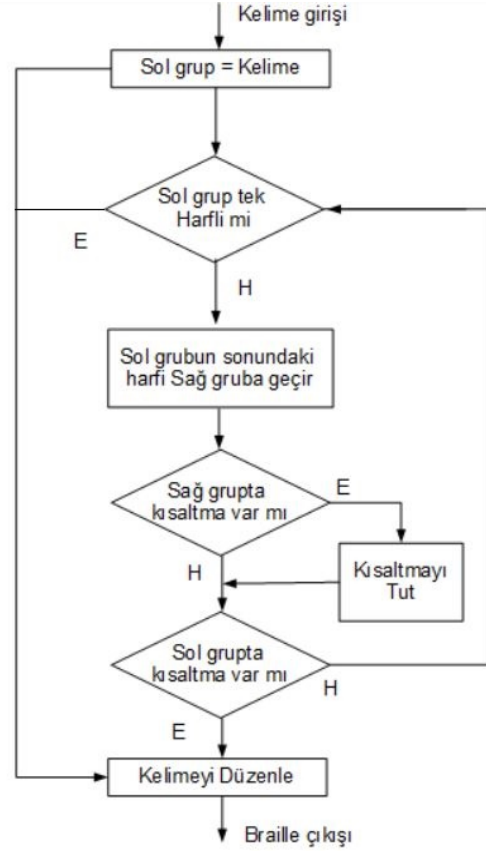 Kelime girişi
Sol grup = Kelime
Sol grup tek
Harfli mi
E
H
Sol grubun sonundaki
harfi Sağ gruba geçir
Sağ grupta
kısaltma var mı
E
H
Kısaltmayı
Tut
Sol grupta
kısaltma var mı
H
E
Kelimeyi Düzenle
Braille çıkışı